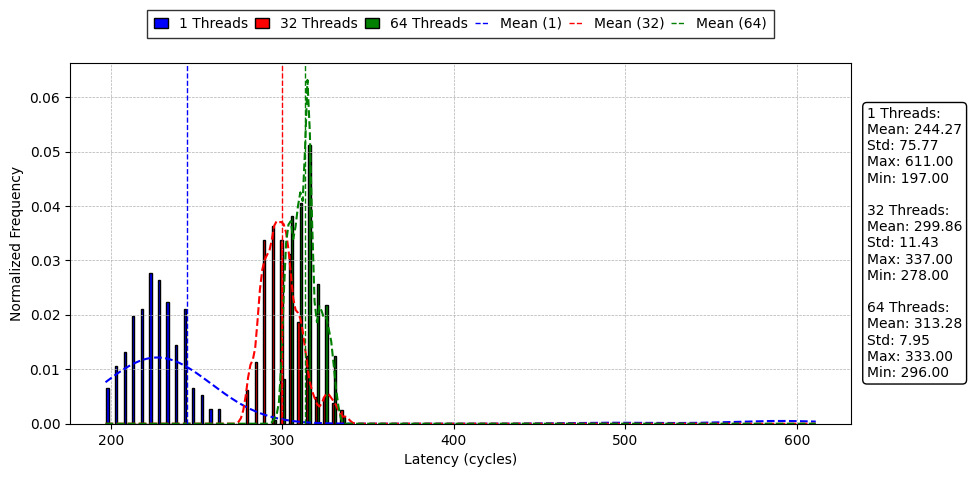 1 Threads 32 Threads 64 Threads Mean (1) Mean (32) Mean (64)
0.06
0.05
0.04
0.03
0.02
0.01
0.00
Normalized Frequency
200 300 400 500 600
Latency (cycles)
1 Threads:
Mean: 244.27
Std: 75.77
Max: 611.00
Min: 197.00
32 Threads:
Mean: 299.86
Std: 11.43
Max: 337.00
Min: 278.00
64 Threads:
Mean: 313.28
Std: 7.95
Max: 333.00
Min: 296.00